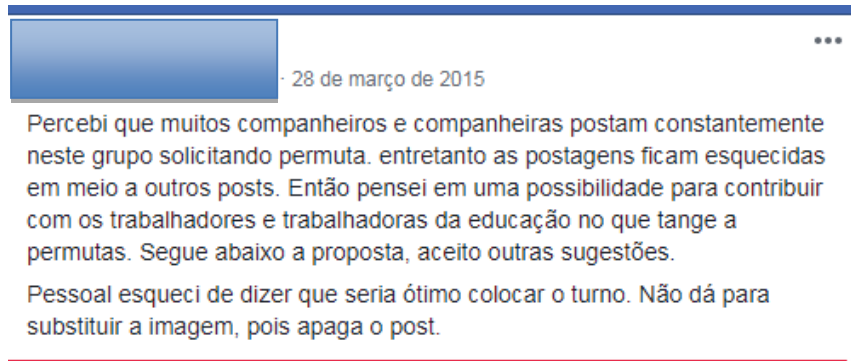 · 28 de março de 2015
Percebi que muitos companheiros e companheiras postam constantemente
neste grupo solicitando permuta. entretanto as postagens ficam esquecidas
em meio a outros posts. Então pensei em uma possibilidade para contribuir
com os trabalhadores e trabalhadoras da educação no que tange a
permutas. Segue abaixo a proposta, aceito outras sugestões.
Pessoal esqueci de dizer que seria ótimo colocar o turno. Não dá para
substituir a imagem, pois apaga o post.